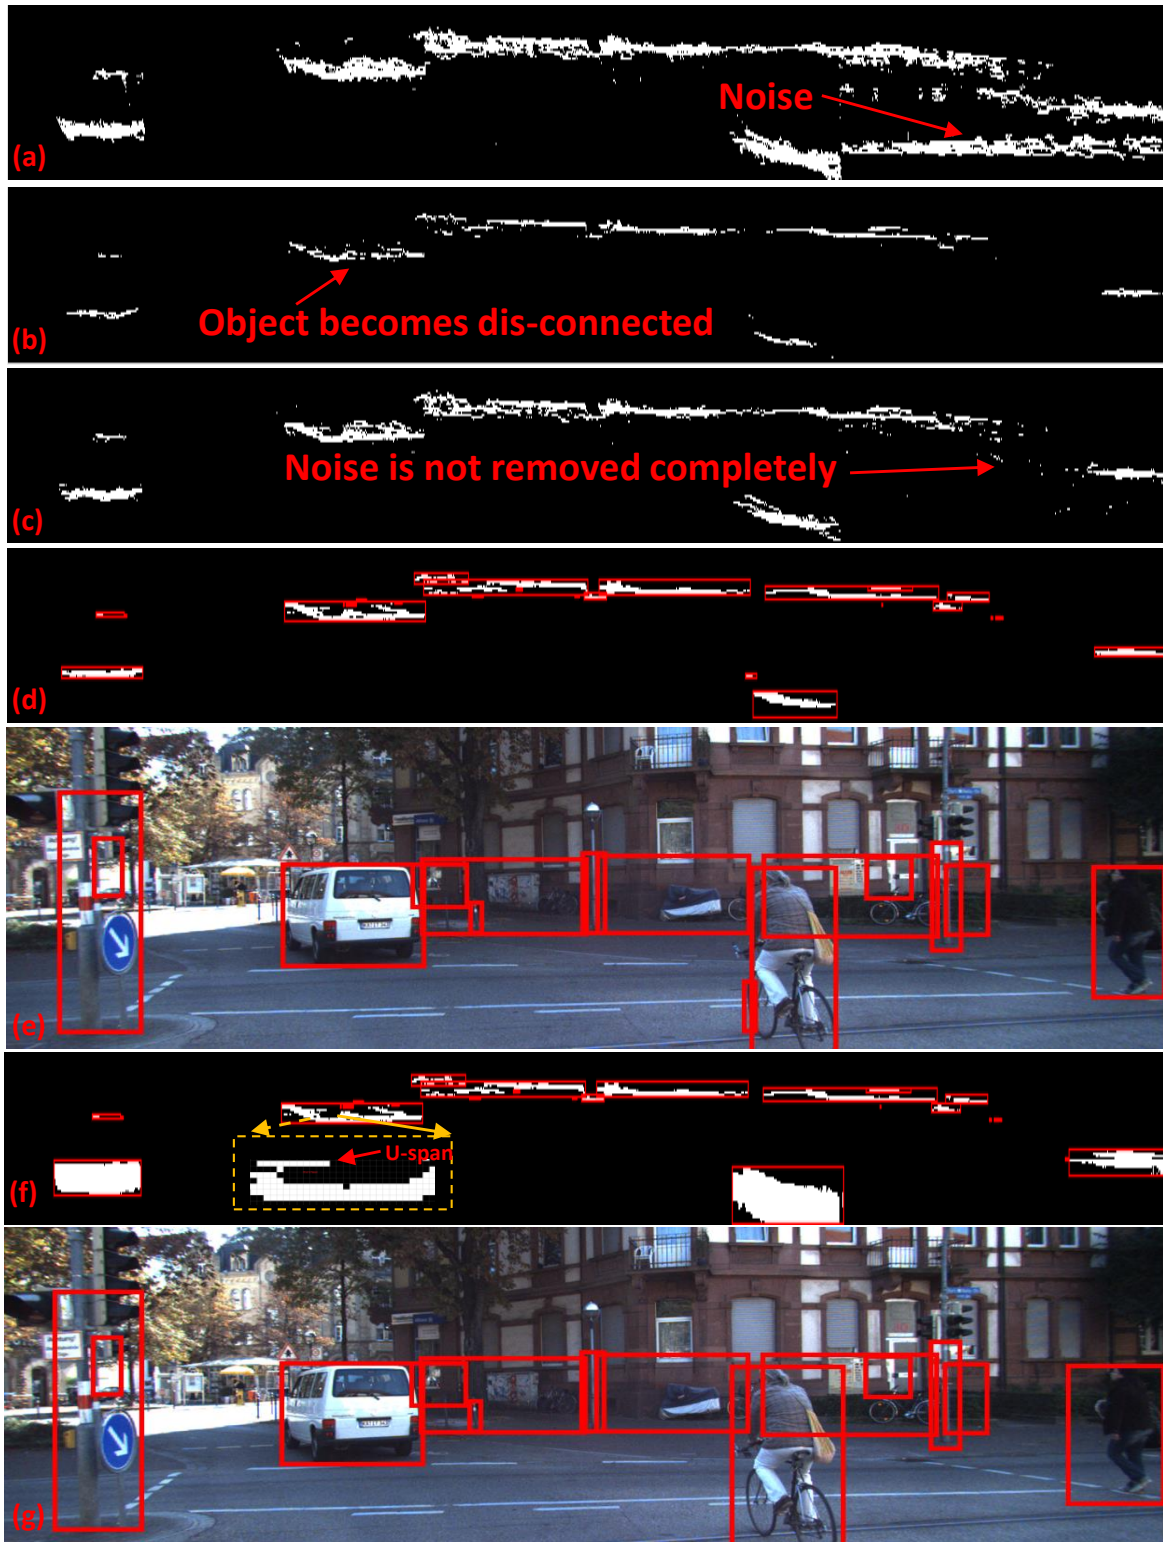 Noise
(a)
Object becomes dis-connected
(b)
Noise is not removed completely
(c)
(d)
(e)
U-span
(f)
(g)